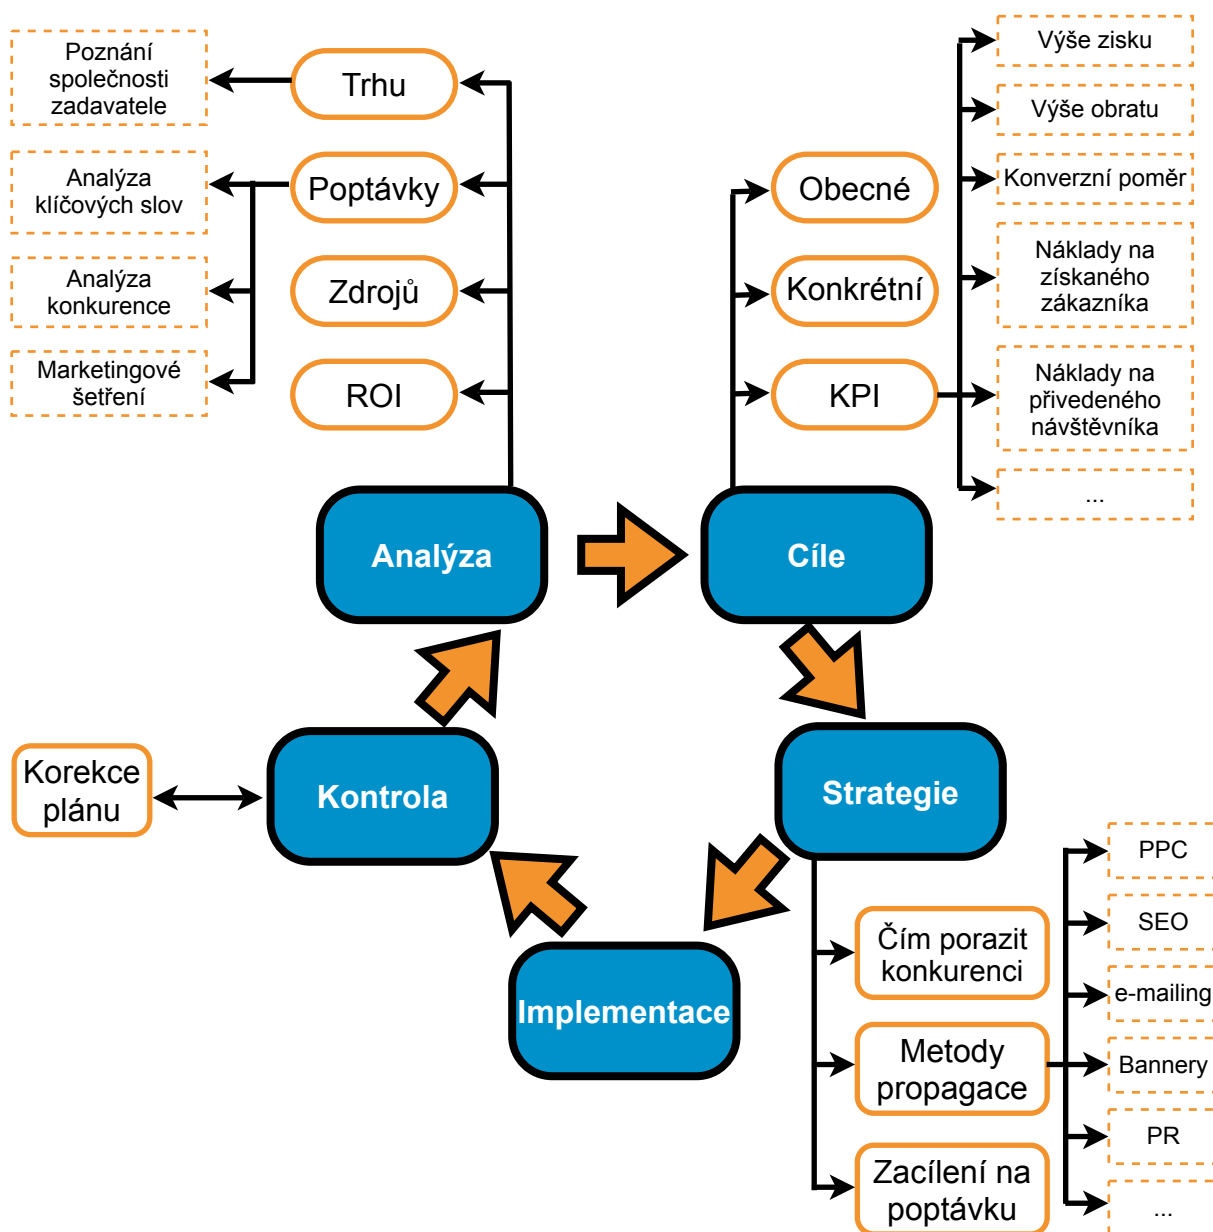 Poznání
společnosti
zadavatele
Trhu
Analýza
klíčových slov
Poptávky
Analýza
konkurence
Zdrojů
Marketingové
šetření
ROI
Obecné
Konkrétní
KPI
Výše zisku
Výše obratu
Konverzní poměr
Náklady na
získaného
zákazníka
Náklady na
přivedeného
návštěvníka
...
Analýza
Cíle
Korekce
plánu
Kontrola
Strategie
Implementace
Čím porazit
konkurenci
Metody
propagace
Zacílení na
poptávku
PPC
SEO
e-mailing
Bannery
PR
...